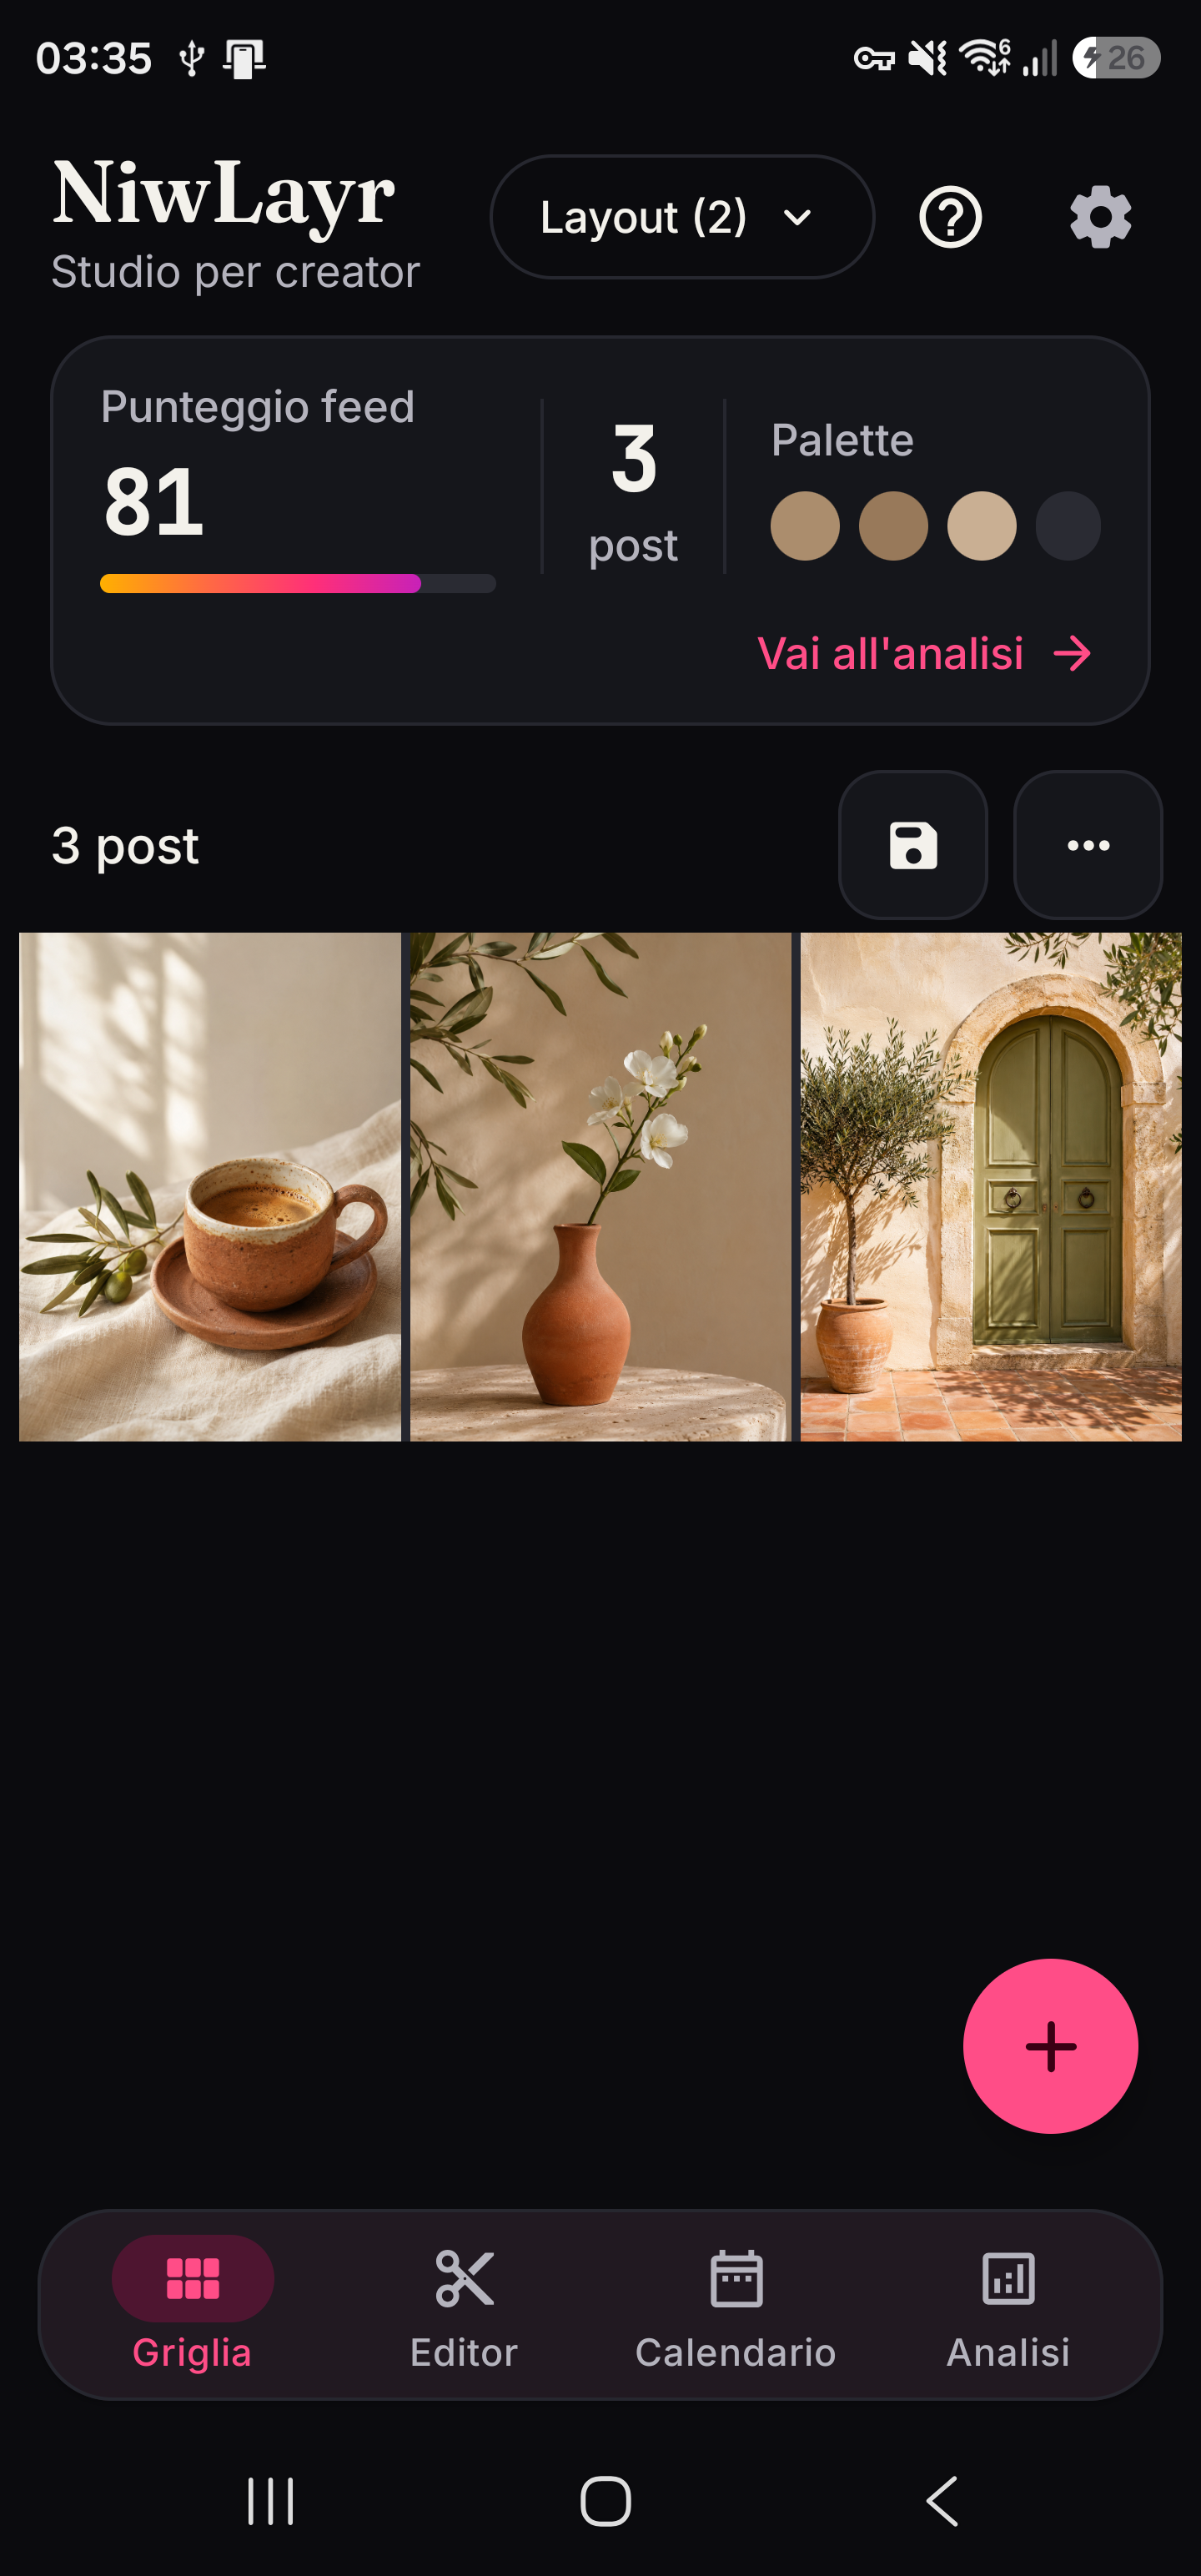 03:35
6
26
NiwLayr
Studio per creator
Layout (2)
Punteggio feed
81
3
post
Palette
Vai all'analisi
3 post
Griglia
Editor
Calendario
Analisi